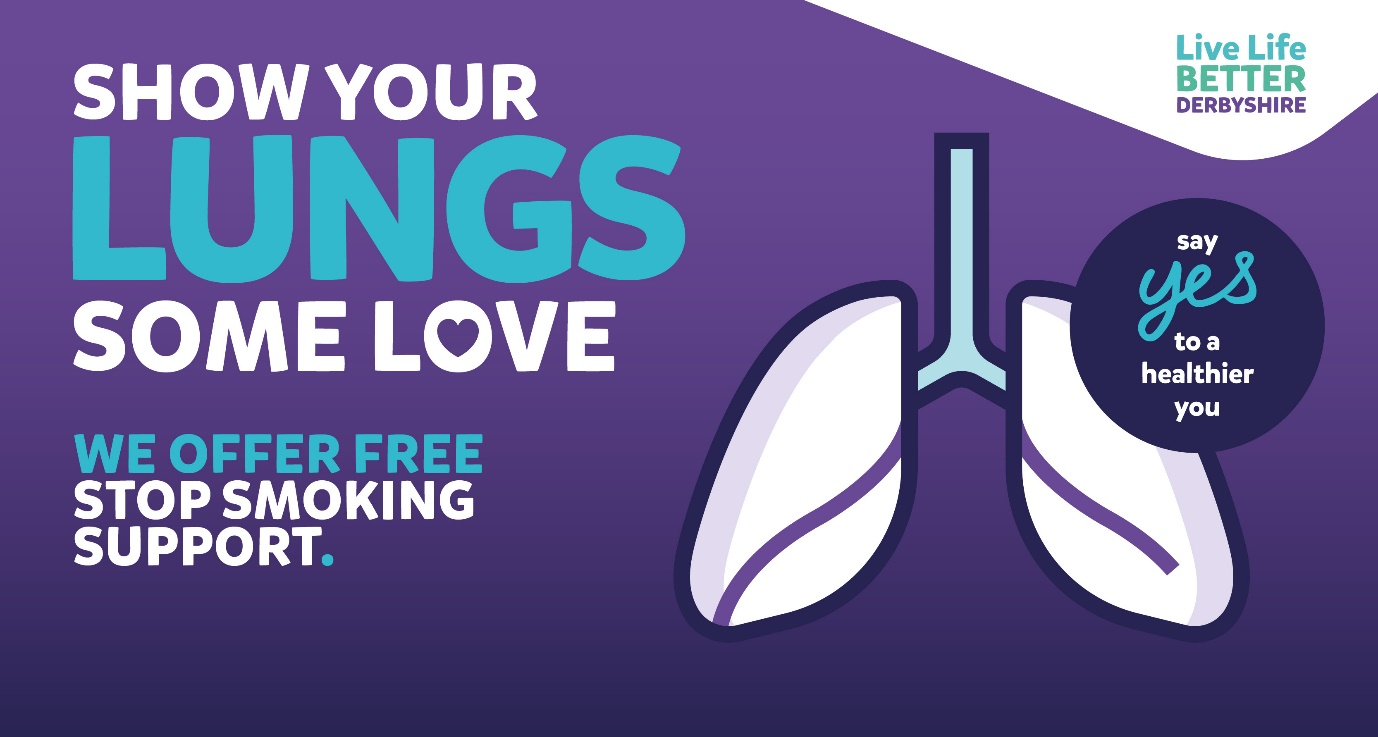 SHOW YOUR
LUNGS
SOME LOVE
WE OFFER FREE
STOP SMOKING
SUPPORT.
Live Life
BETTER
DERBYSHIRE
say
yes
to a
healthier
you